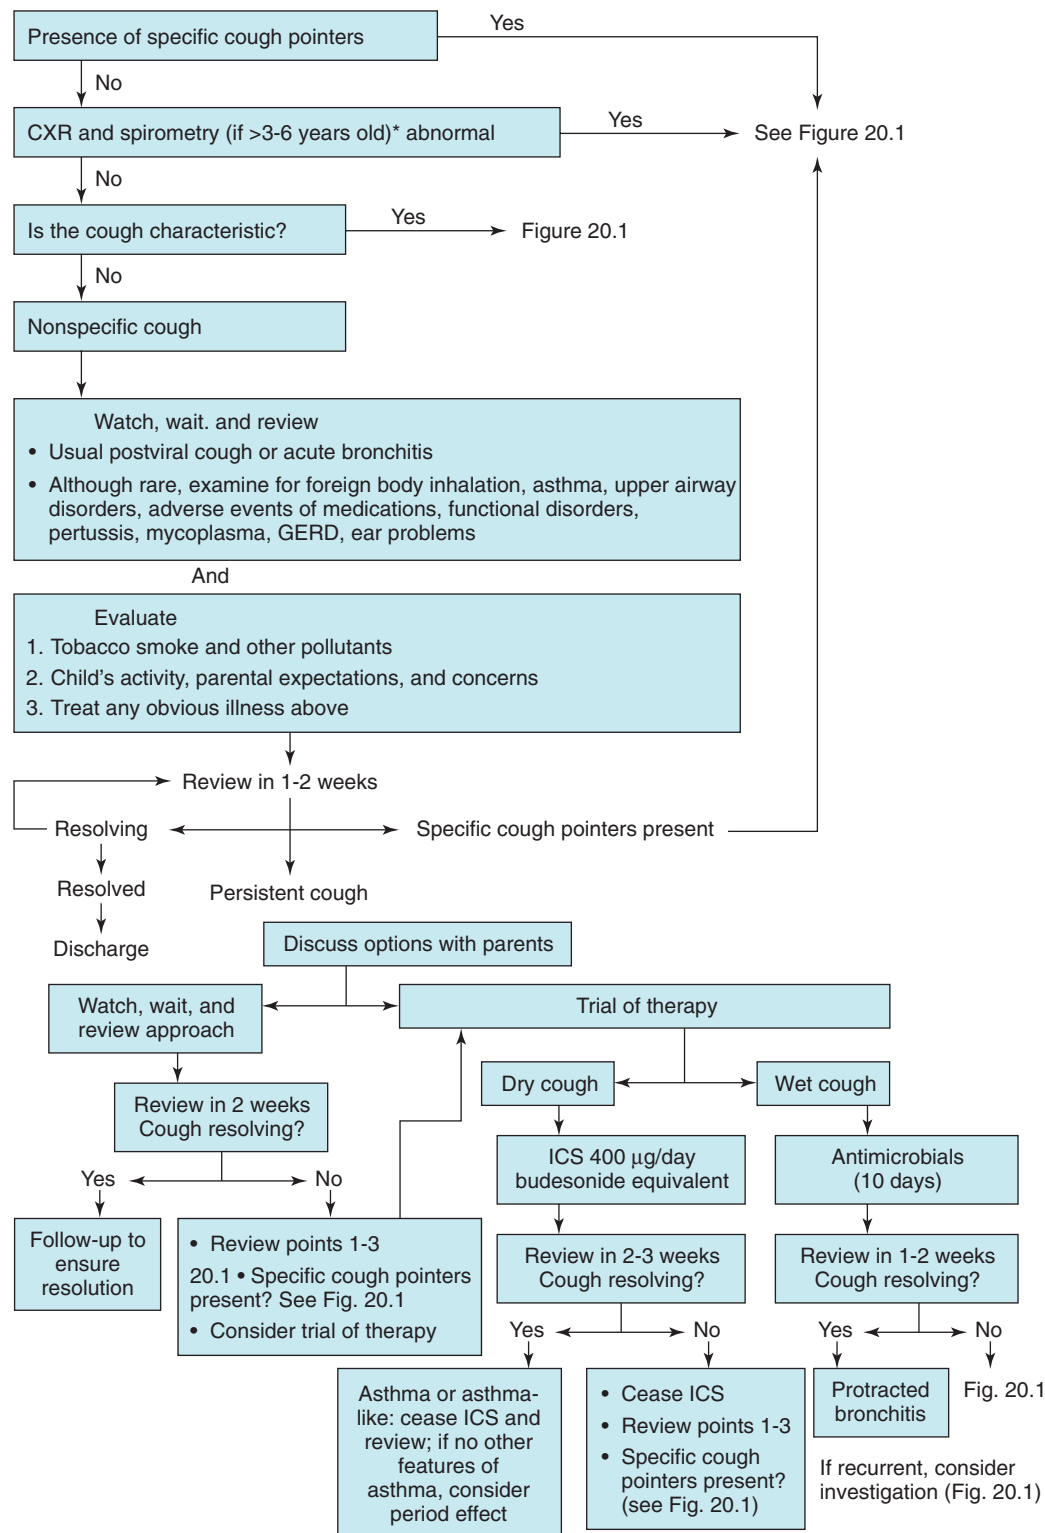 Presence of specific cough pointers
Yes
No
CXR and spirometry (if >3-6 years old)* abnormal
Yes
See Figure 20.1
No
Is the cough characteristic?
Yes
Figure 20.1
No
Nonspecific cough
Watch, wait. and review
• Usual postviral cough or acute bronchitis
• Although rare, examine for foreign body inhalation, asthma, upper airway
disorders, adverse events of medications, functional disorders,
pertussis, mycoplasma, GERD, ear problems
And
Evaluate
1. Tobacco smoke and other pollutants
2. Child's activity, parental expectations, and concerns
3. Treat any obvious illness above
Review in 1-2 weeks
Resolving
Specific cough pointers present
Resolved
Persistent cough
Discharge
Discuss options with parents
Watch, wait, and
review approach
Trial of therapy
Dry cough
Wet cough
Review in 2 weeks
Cough resolving?
ICS 400 µg/day
budesonide equivalent
Antimicrobials
(10 days)
Yes
No
Follow-up to
ensure
resolution
• Review points 1-3
20.1 • Specific cough pointers
present? See Fig. 20.1
• Consider trial of therapy
Review in 2-3 weeks
Cough resolving?
Review in 1-2 weeks
Cough resolving?
Yes
No
Yes
No
Asthma or asthma-
like: cease ICS and
review; if no other
features of
asthma, consider
period effect
• Cease ICS
• Review points 1-3
• Specific cough
pointers present?
(see Fig. 20.1)
Protracted
bronchitis
Fig. 20.1
If recurrent, consider
investigation (Fig. 20.1)